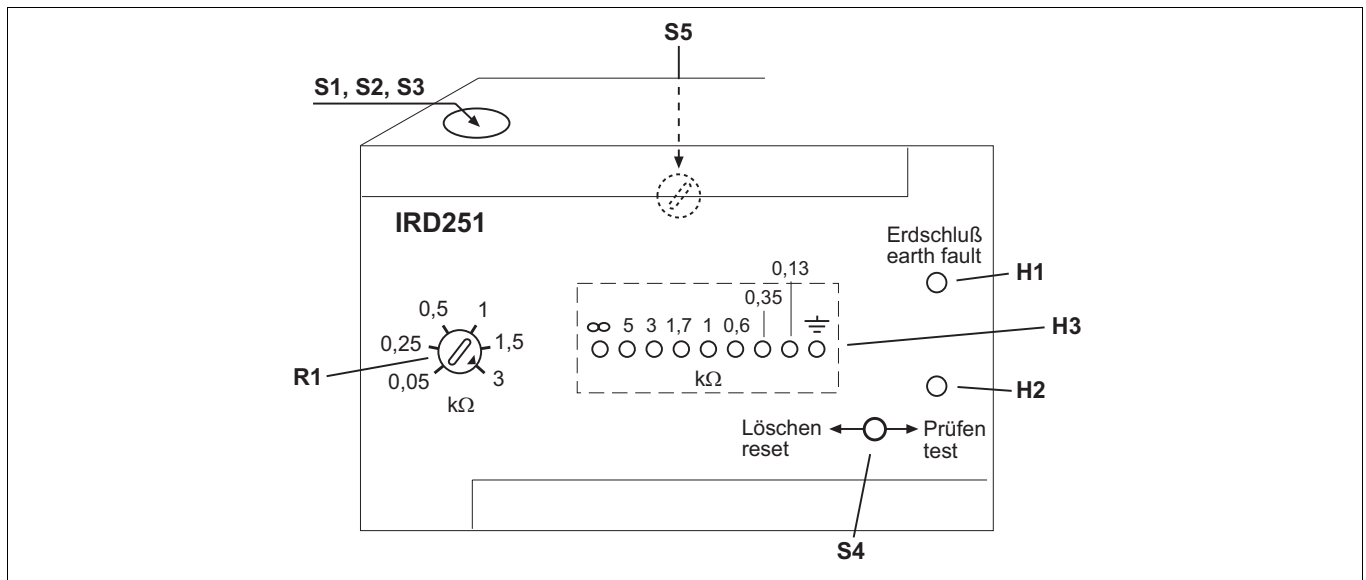 S5
S1, S2, S3
IRD251
Erdschluß
earth fault
H1
0,13
0,35
H3
0,5 1
∞ 5 3 1,7 1 0,6 ⏚
0,25 1,5
R1
0,05 3
kΩ
kΩ
H2
Löschen
reset
Prüfen
test
S4